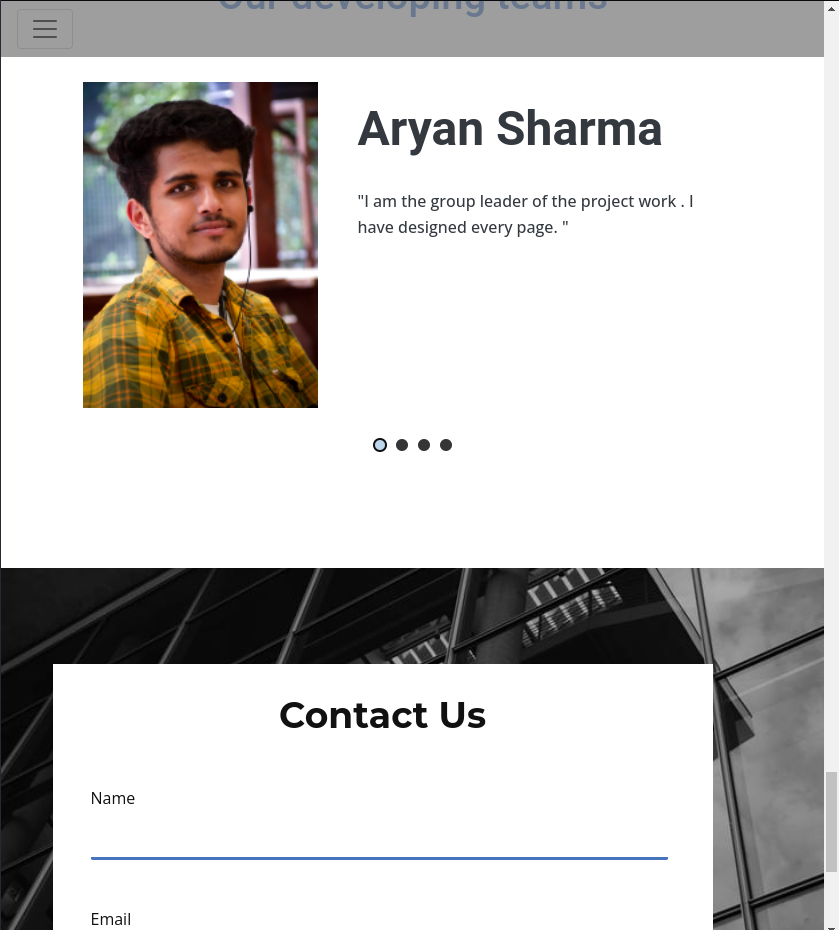 Our developing teams
Aryan Sharma
"I am the group leader of the project work . I
have designed every page. "
Contact Us
Name
Email